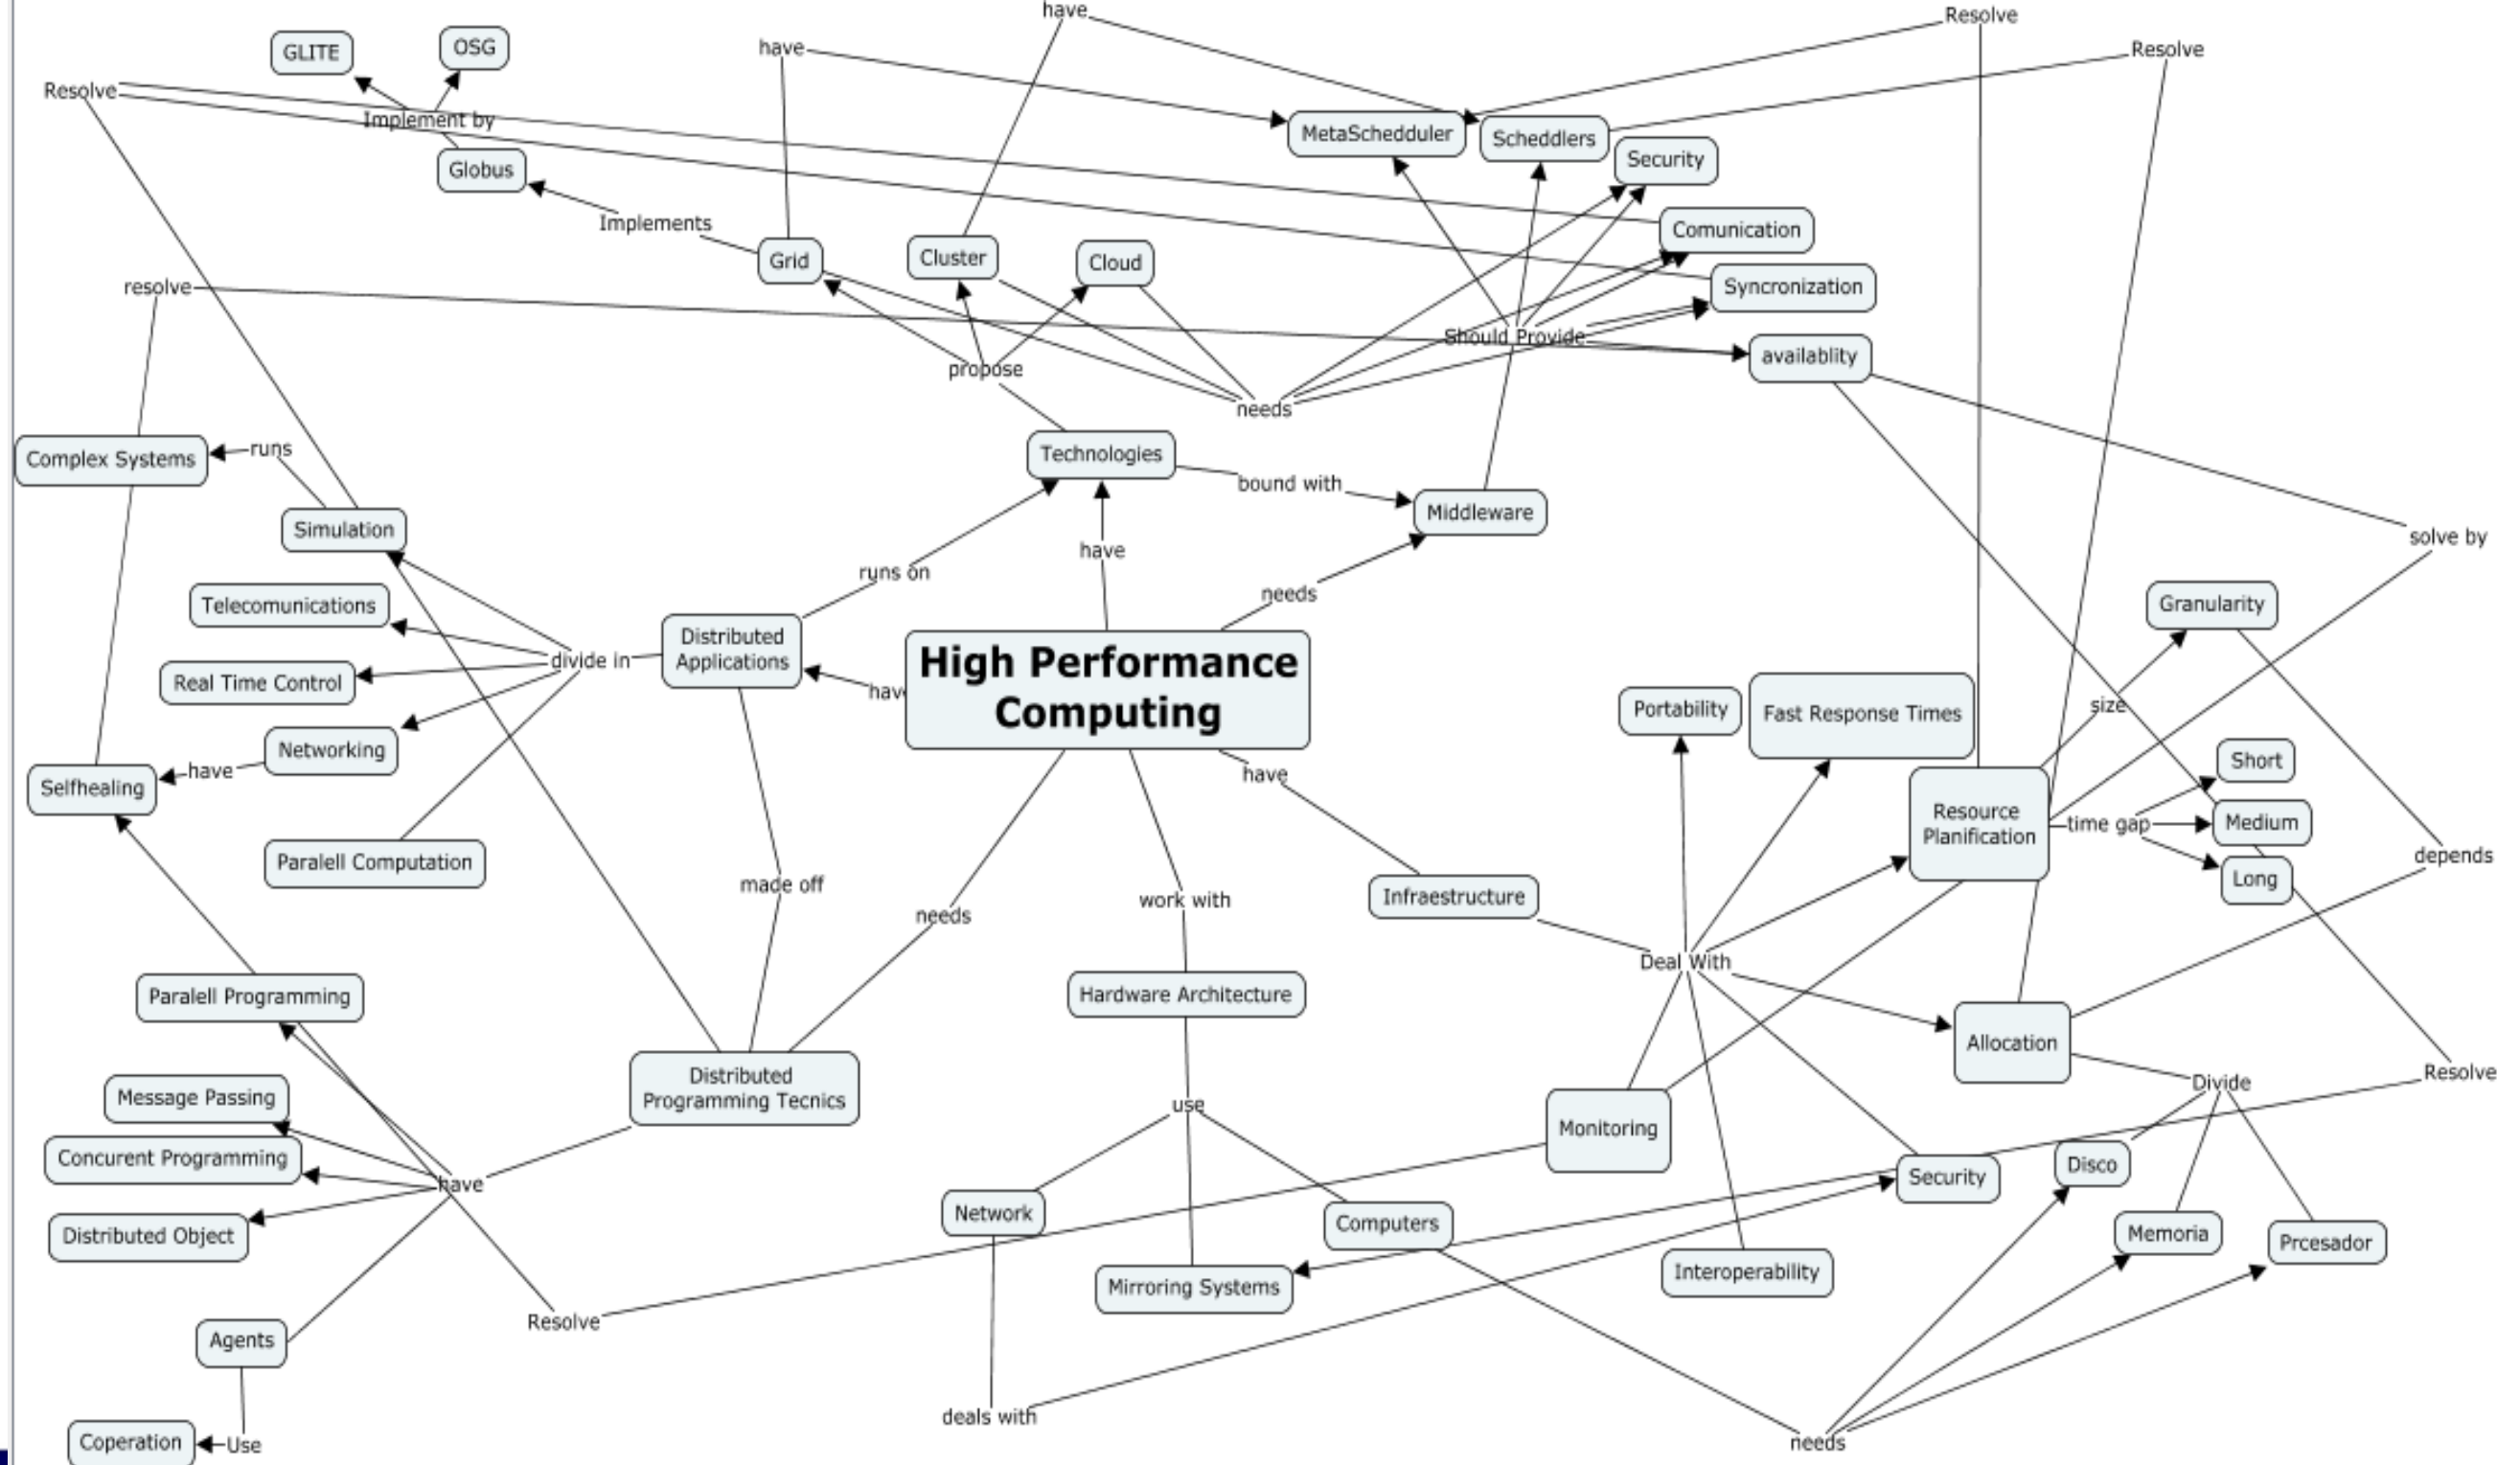 have
Resolve
GLITE
OSG
have
Resolve
Resolve
Implement by
MetaSchedduler
Scheddlers
Security
Globus
Implements
Comunication
Grid
Cluster
Cloud
resolve
Syncronization
Should Provide
availablity
propose
needs
Complex Systems
runs
Technologies
bound with
Middleware
Simulation
solve by
have
runs on
needs
Telecomunications
Granularity
Distributed
Applications
divide in
High Performance
Computing
Real Time Control
have
Portability
Fast Response Times
size
Networking
have
Selfhealing
have
Short
Resource
Planification
time gap
Medium
Paralell Computation
depends
made off
Long
work with
Infraestructure
needs
Deal With
Paralell Programming
Hardware Architecture
Allocation
Distributed
Programming Tecnics
Resolve
Divide
Message Passing
use
Monitoring
Concurent Programming
Disco
have
Security
Network
Computers
Distributed Object
Memoria
Prcesador
Interoperability
Mirroring Systems
Resolve
Agents
deals with
Coperation
Use
needs